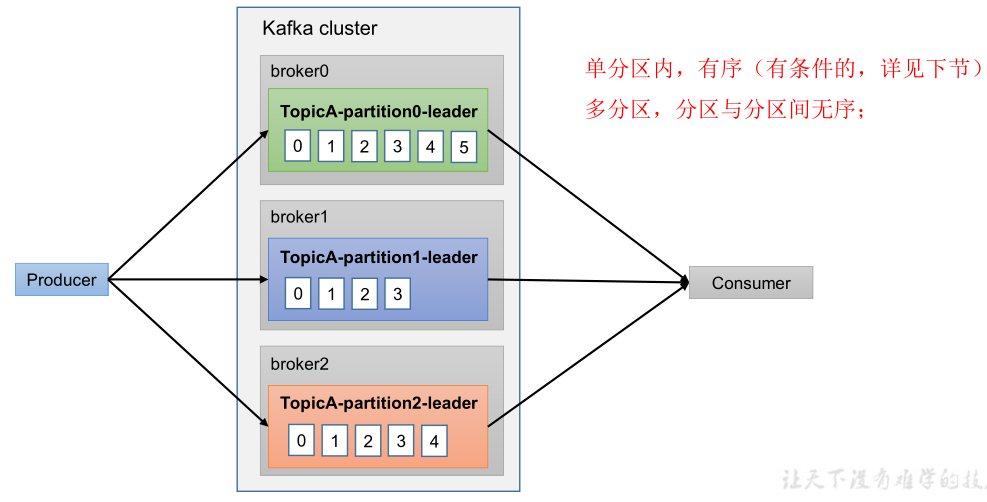 Kafka cluster
broker0
TopicA-partition0-leader
0 1 2 3 4 5
broker1
TopicA-partition1-leader
0 1 2 3
broker2
TopicA-partition2-leader
0 1 2 3 4
Producer
Consumer
单分区内，有序（有条件的，详见下节）
多分区，分区与分区间无序；
让天下没有难学的技